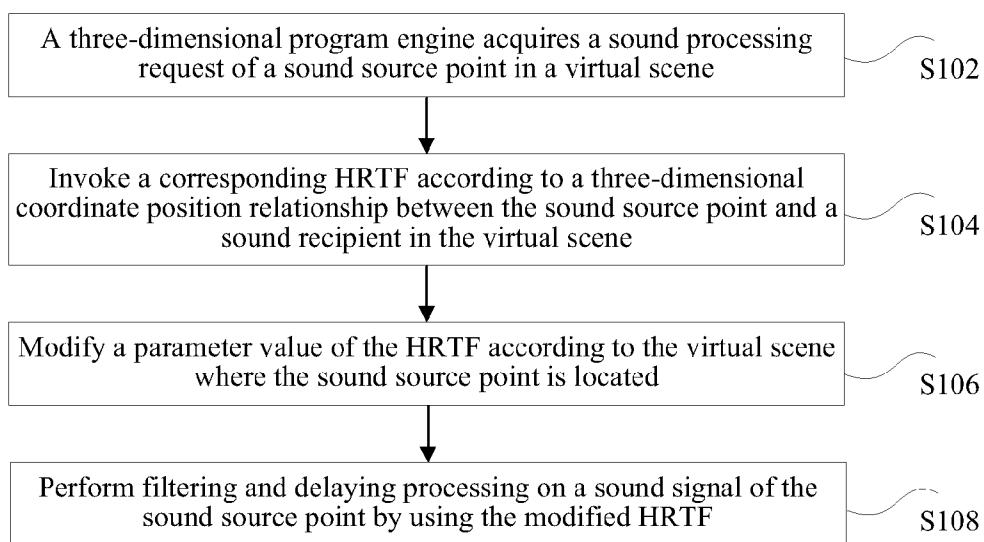 A three-dimensional program engine acquires a sound processing
request of a sound source point in a virtual scene
S102
Invoke a corresponding HRTF according to a three-dimensional
coordinate position relationship between the sound source point and a
sound recipient in the virtual scene
S104
Modify a parameter value of the HRTF according to the virtual scene
where the sound source point is located
S106
Perform filtering and delaying processing on a sound signal of the
sound source point by using the modified HRTF
S108